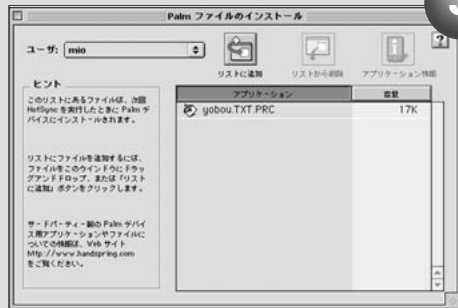 Palm ファイルのインストール
ユーザ: mio
リストに追加
リストから削除
アプリケーション情報
ヒント
このリストにあるファイルは、次回
HotSync を実行したときに Palm デ
バイスにインストールされます。
リストにファイルを追加するには、
ファイルをこのウインドウにドラッ
グアンドドロップ、または「リスト
に追加」ボタンをクリックします。
サードパーティー製の Palm デバイ
ス用アプリケーションやファイルに
ついての情報は、Web サイト
http://www.handspring.com
をご覧ください。
アプリケーション
容量
yobou.TXT.PRC
17K